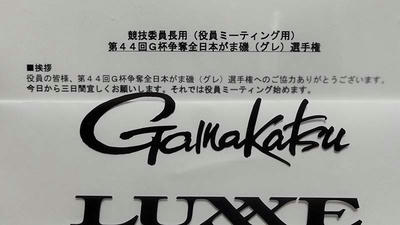 競技委員長用（役員ミーティング用）
第４４回Ｇ杯争奪全日本がま磯（グレ）選手権
■挨拶
役員の皆様、第４４回Ｇ杯争奪全日本がま磯（グレ）選手権へのご協力ありがとうございます。
今日から三日間宜しくお願いします。それでは役員ミーティング始めます。
Gamakatsu
LUXXE